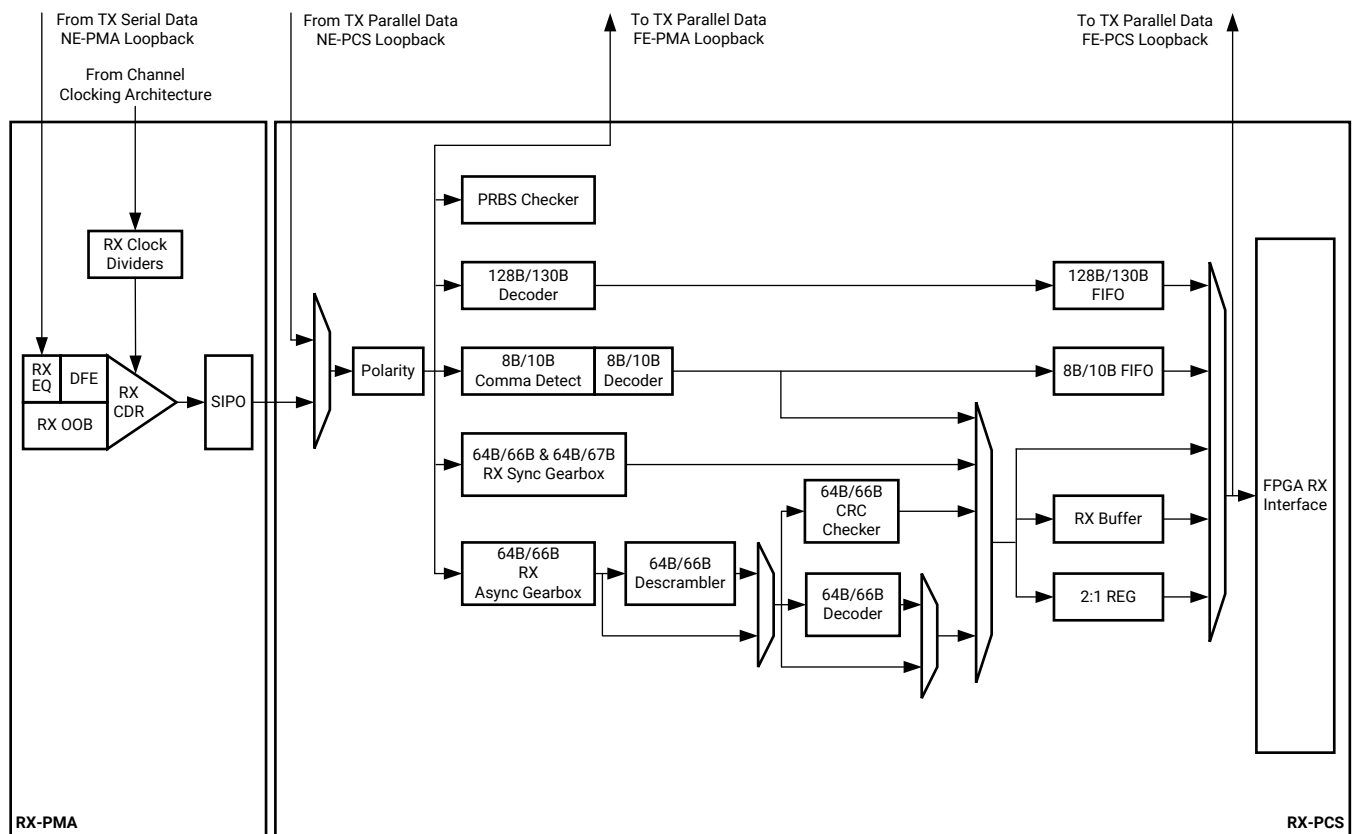 From TX Serial Data
NE-PMA Loopback
From TX Parallel Data
NE-PCS Loopback
To TX Parallel Data
FE-PMA Loopback
To TX Parallel Data
FE-PCS Loopback
From Channel
Clocking Architecture
PRBS Checker
RX Clock
Dividers
128B/130B
Decoder
128B/130B
FIFO
RX
EQ
DFE
RX
CDR
RX OOB
SIPO
Polarity
8B/10B
Comma Detect
8B/10B
Decoder
8B/10B FIFO
64B/66B & 64B/67B
RX Sync Gearbox
64B/66B
CRC
Checker
RX Buffer
FPGA RX
Interface
64B/66B
RX
Async Gearbox
64B/66B
Descrambler
64B/66B
Decoder
2:1 REG
RX-PMA
RX-PCS